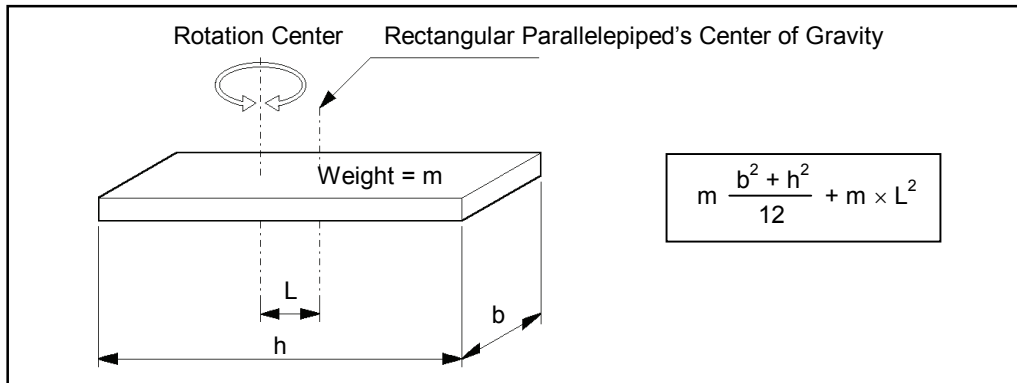 Rotation Center
Rectangular Parallelepiped's Center of Gravity
Weight = m
m (b² + h²)/12 + m × L²
L
b
h